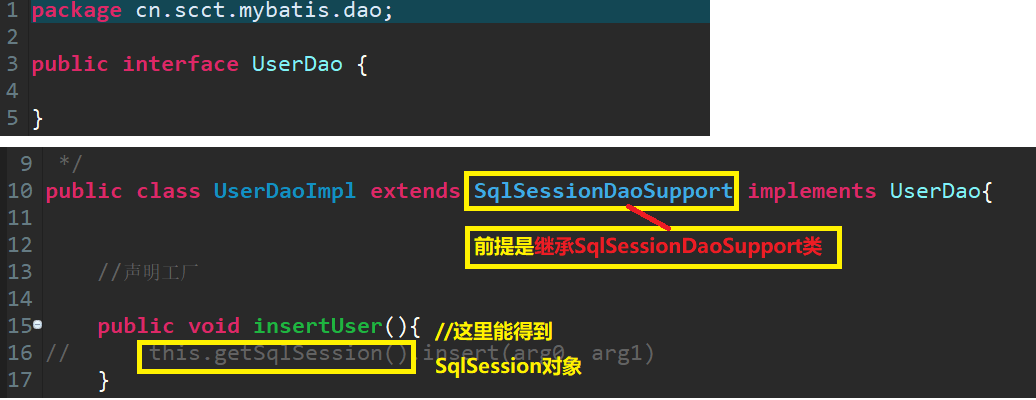 1 package cn.scct.mybatis.dao;
2
3 public interface UserDao {
4
5 }
9 */
10 public class UserDaoImpl extends SqlSessionDaoSupport implements UserDao{
11
12 前提是继承SqlSessionDaoSupport类
13 //声明工厂
14
15 public void insertUser(){ //这里能得到
16 // this.getSqlSession().insert(arg0, arg1)
SqlSession对象
17 }